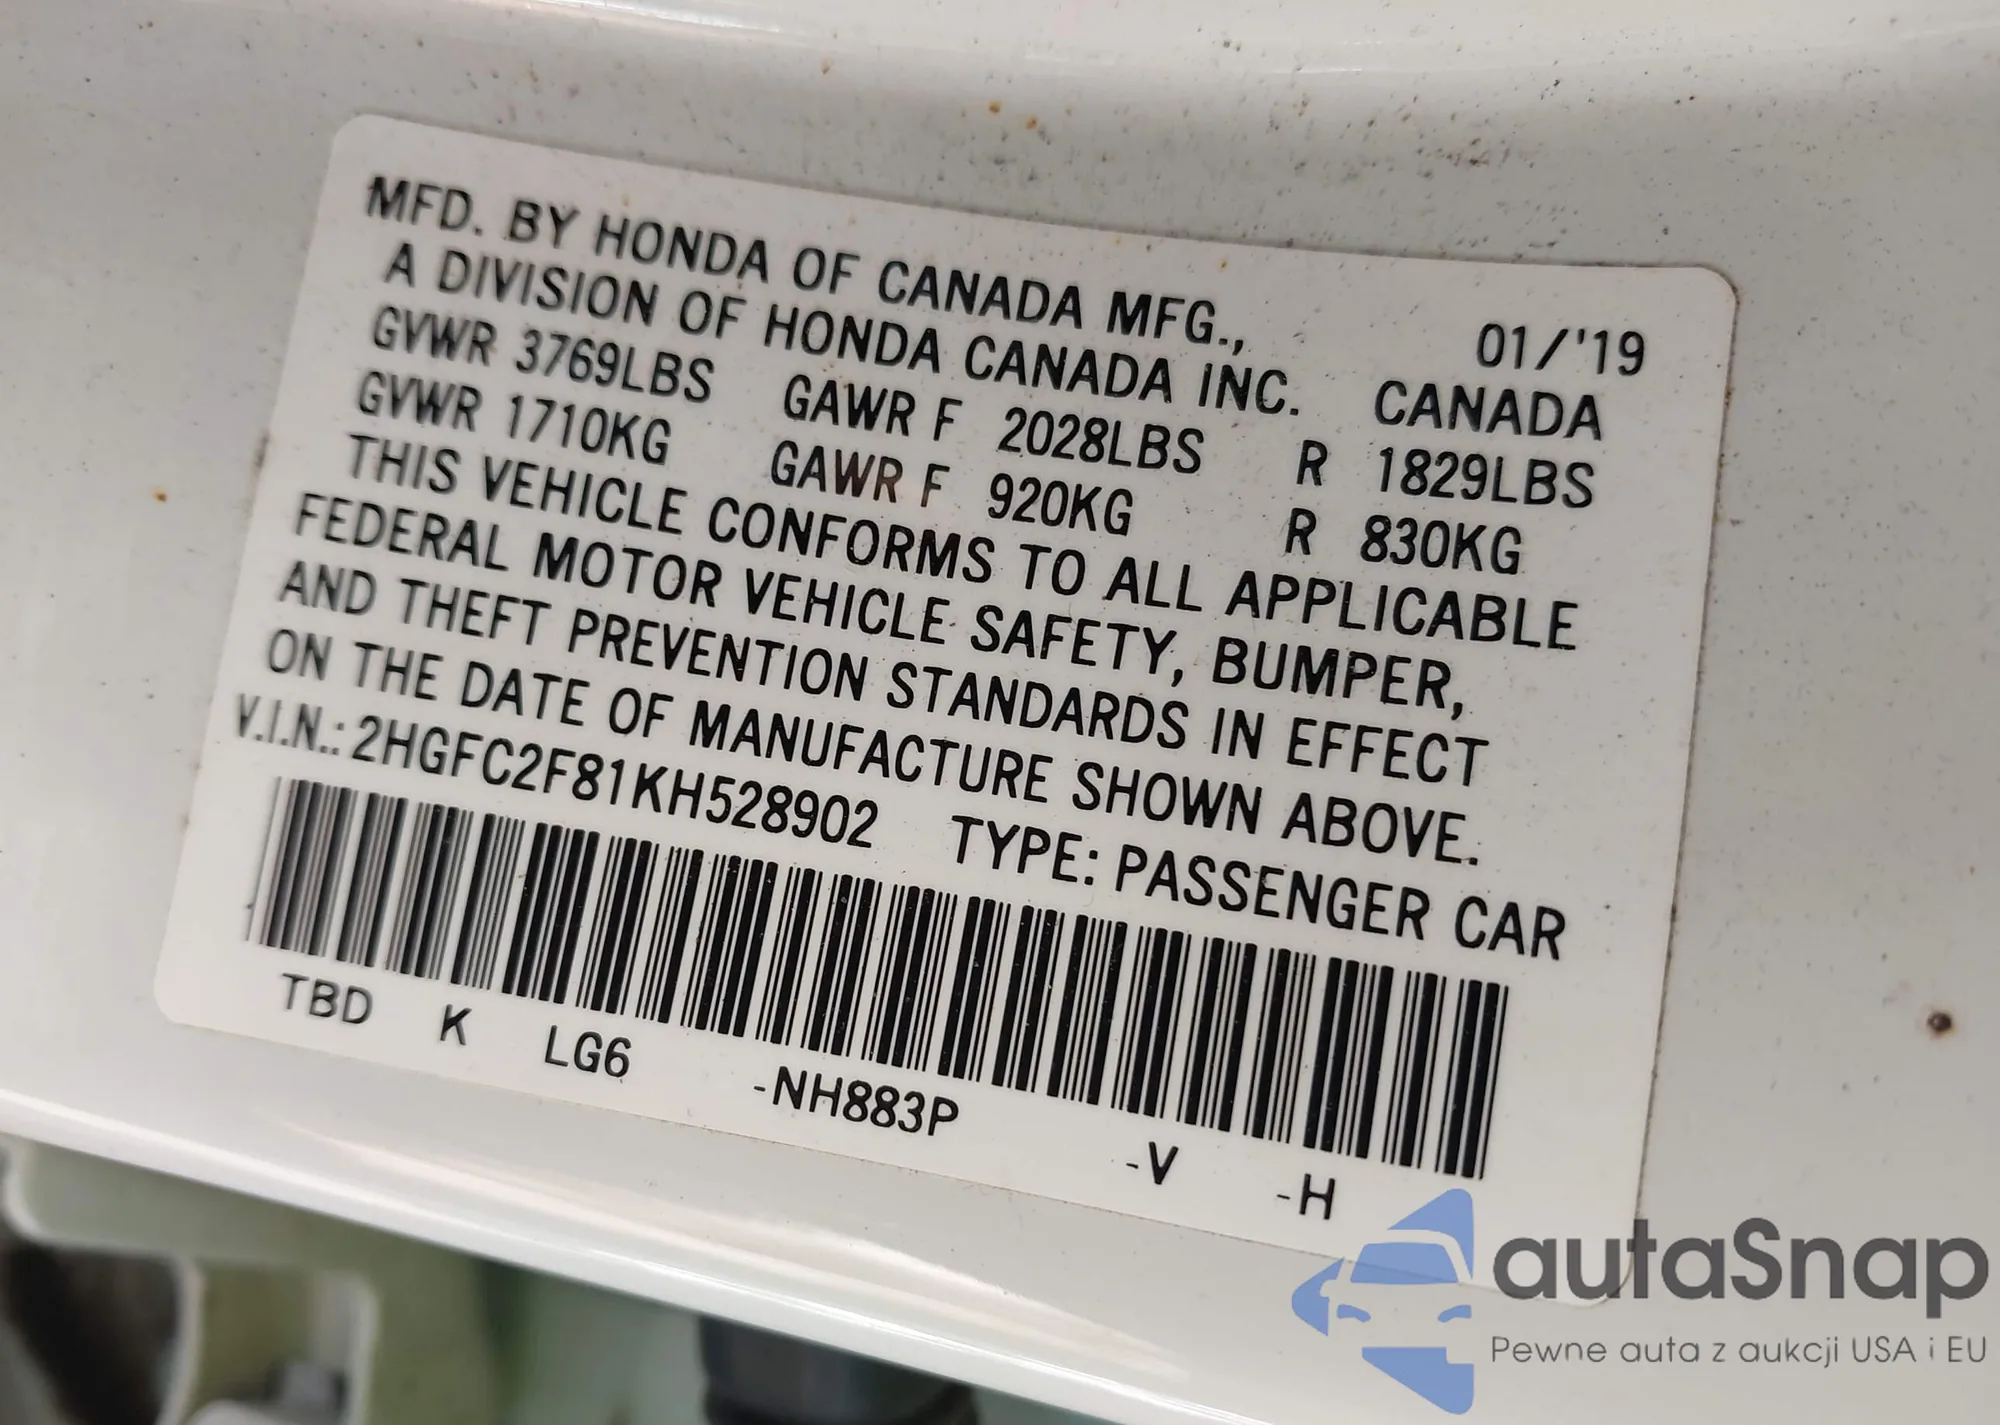 MFD. BY HONDA OF CANADA MFG.,
A DIVISION OF HONDA CANADA INC. 01/'19
GVWR 3769LBS GAWR F 2028LBS CANADA
GVWR 1710KG GAWR F 920KG R 1829LBS
R 830KG
THIS VEHICLE CONFORMS TO ALL APPLICABLE
FEDERAL MOTOR VEHICLE SAFETY, BUMPER,
AND THEFT PREVENTION STANDARDS IN EFFECT
ON THE DATE OF MANUFACTURE SHOWN ABOVE.
V.I.N.: 2HGFC2F81KH528902 TYPE: PASSENGER CAR
TBD K LG6 -NH883P -V -H
autaSnap
Pewne auta z aukcji USA i EU